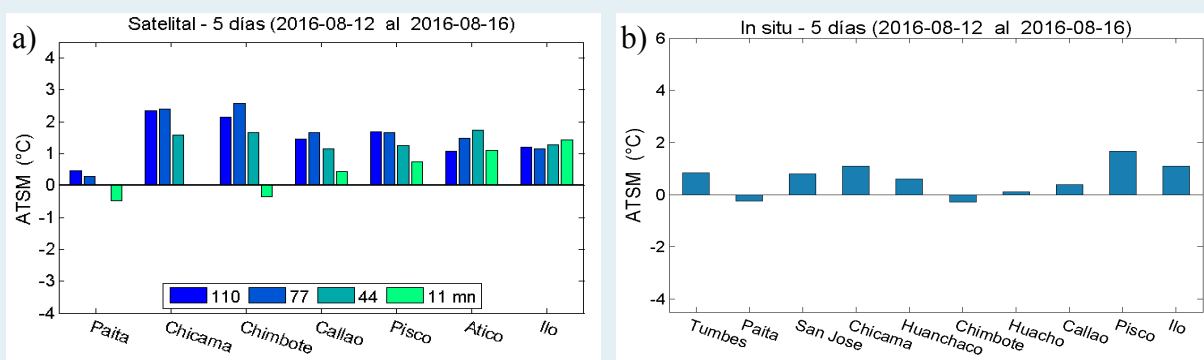 a)
Satelital - 5 días (2016-08-12 al 2016-08-16)
ATSM (°C)
4
3
2
1
0
-1
-2
-3
-4
110 77 44 11 mn
Paita Chicama Chimbote Callao Pisco Atico Ilo
b)
In situ - 5 días (2016-08-12 al 2016-08-16)
ATSM (°C)
6
4
2
0
-2
-4
Tumbes Paita San Jose Chicama Huanchaco Chimbote Huacho Callao Pisco Ilo